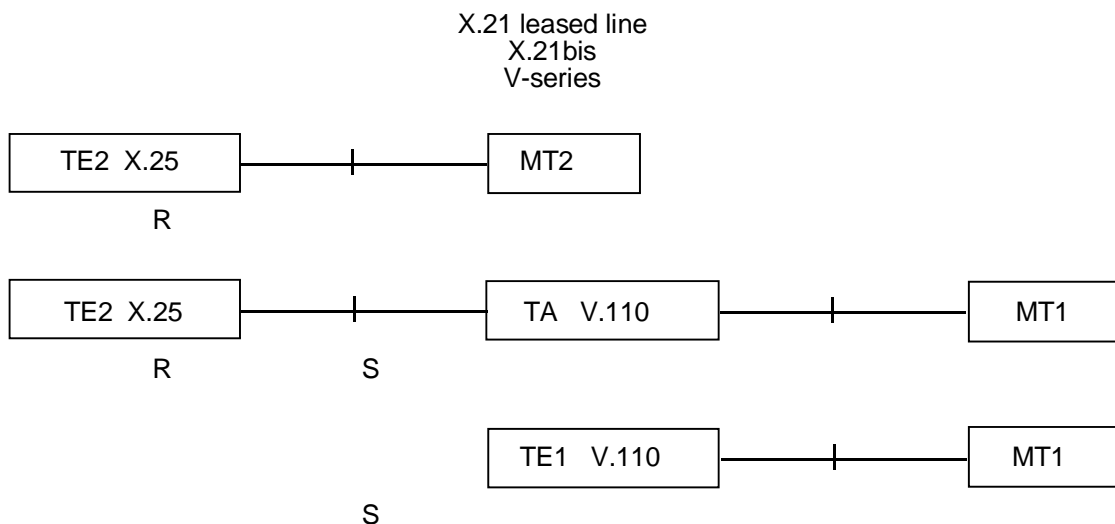 X.21 leased line
X.21bis
V-series
TE2 X.25 MT2
R
TE2 X.25 TA V.110 MT1
R S
TE1 V.110 MT1
S